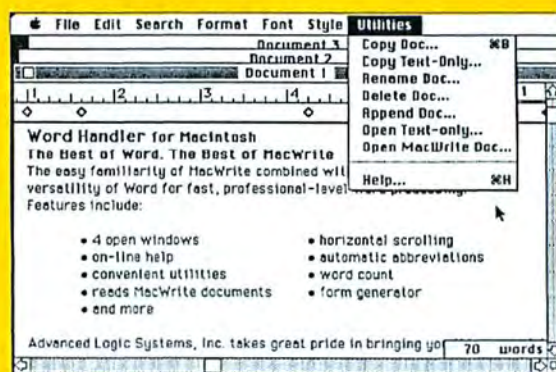 File Edit Search Format Font Style Utilities
Document 3
Document 2
Document 1
Copy Doc... ⌘B
Copy Text-Only...
Rename Doc...
Delete Doc...
Append Doc...
Open Text-only...
Open MacWrite Doc...
Help... ⌘H
1 2 3 4 1
Word Handler for Macintosh
The Best of Word. The Best of MacWrite
The easy familiarity of MacWrite combined wit
versatility of Word for fast, professional-level
Features include:
• 4 open windows
• on-line help
• convenient utilities
• reads MacWrite documents
• and more
• horizontal scrolling
• automatic abbreviations
• word count
• form generator
Advanced Logic Systems, Inc. takes great pride in bringing yo
70 words